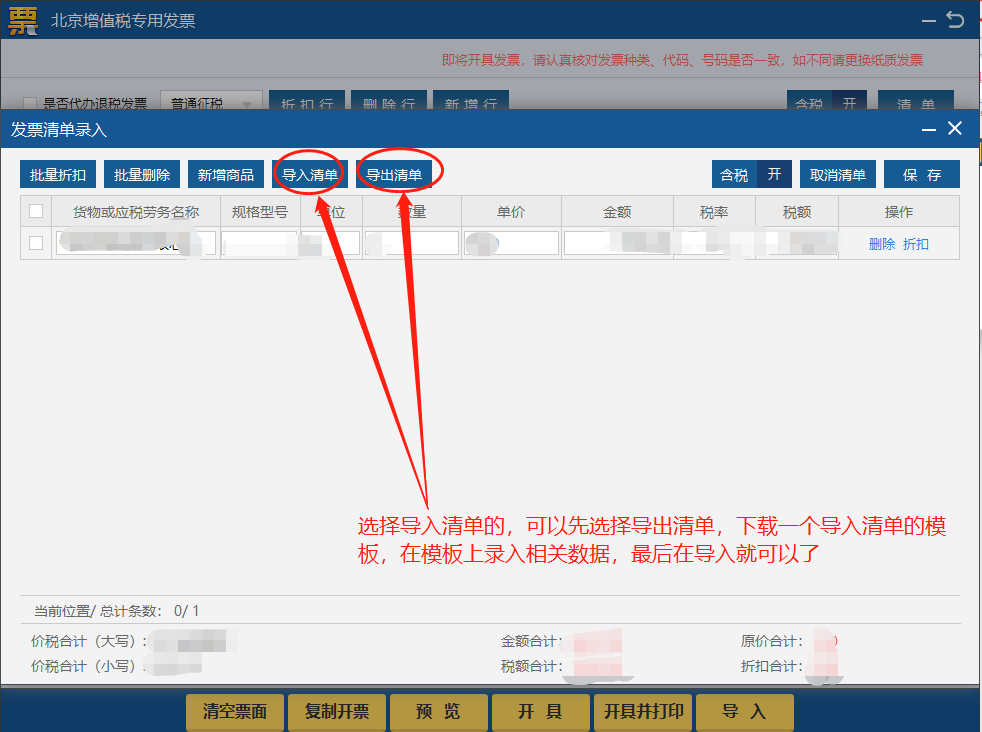 票 北京增值税专用发票
即将开具发票，请认真核对发票种类、代码、号码是否一致，如不同请更换纸质发票
是否代办退税发票 普通征税 折扣行 删除行 新增行 含税 开 清单
发票清单录入
批量折扣 批量删除 新增商品 导入清单 导出清单 含税 开 取消清单 保存
货物或应税劳务名称 规格型号 单位 数量 单价 金额 税率 税额 操作
删除 折扣
选择导入清单的，可以先选择导出清单，下载一个导入清单的模
板，在模板上录入相关数据，最后在导入就可以了
当前位置/ 总计条数： 0/ 1
价税合计（大写）: 金额合计: 原价合计:
价税合计（小写）. 税额合计: 折扣合计:
清空票面 复制开票 预览 开具 开具并打印 导入